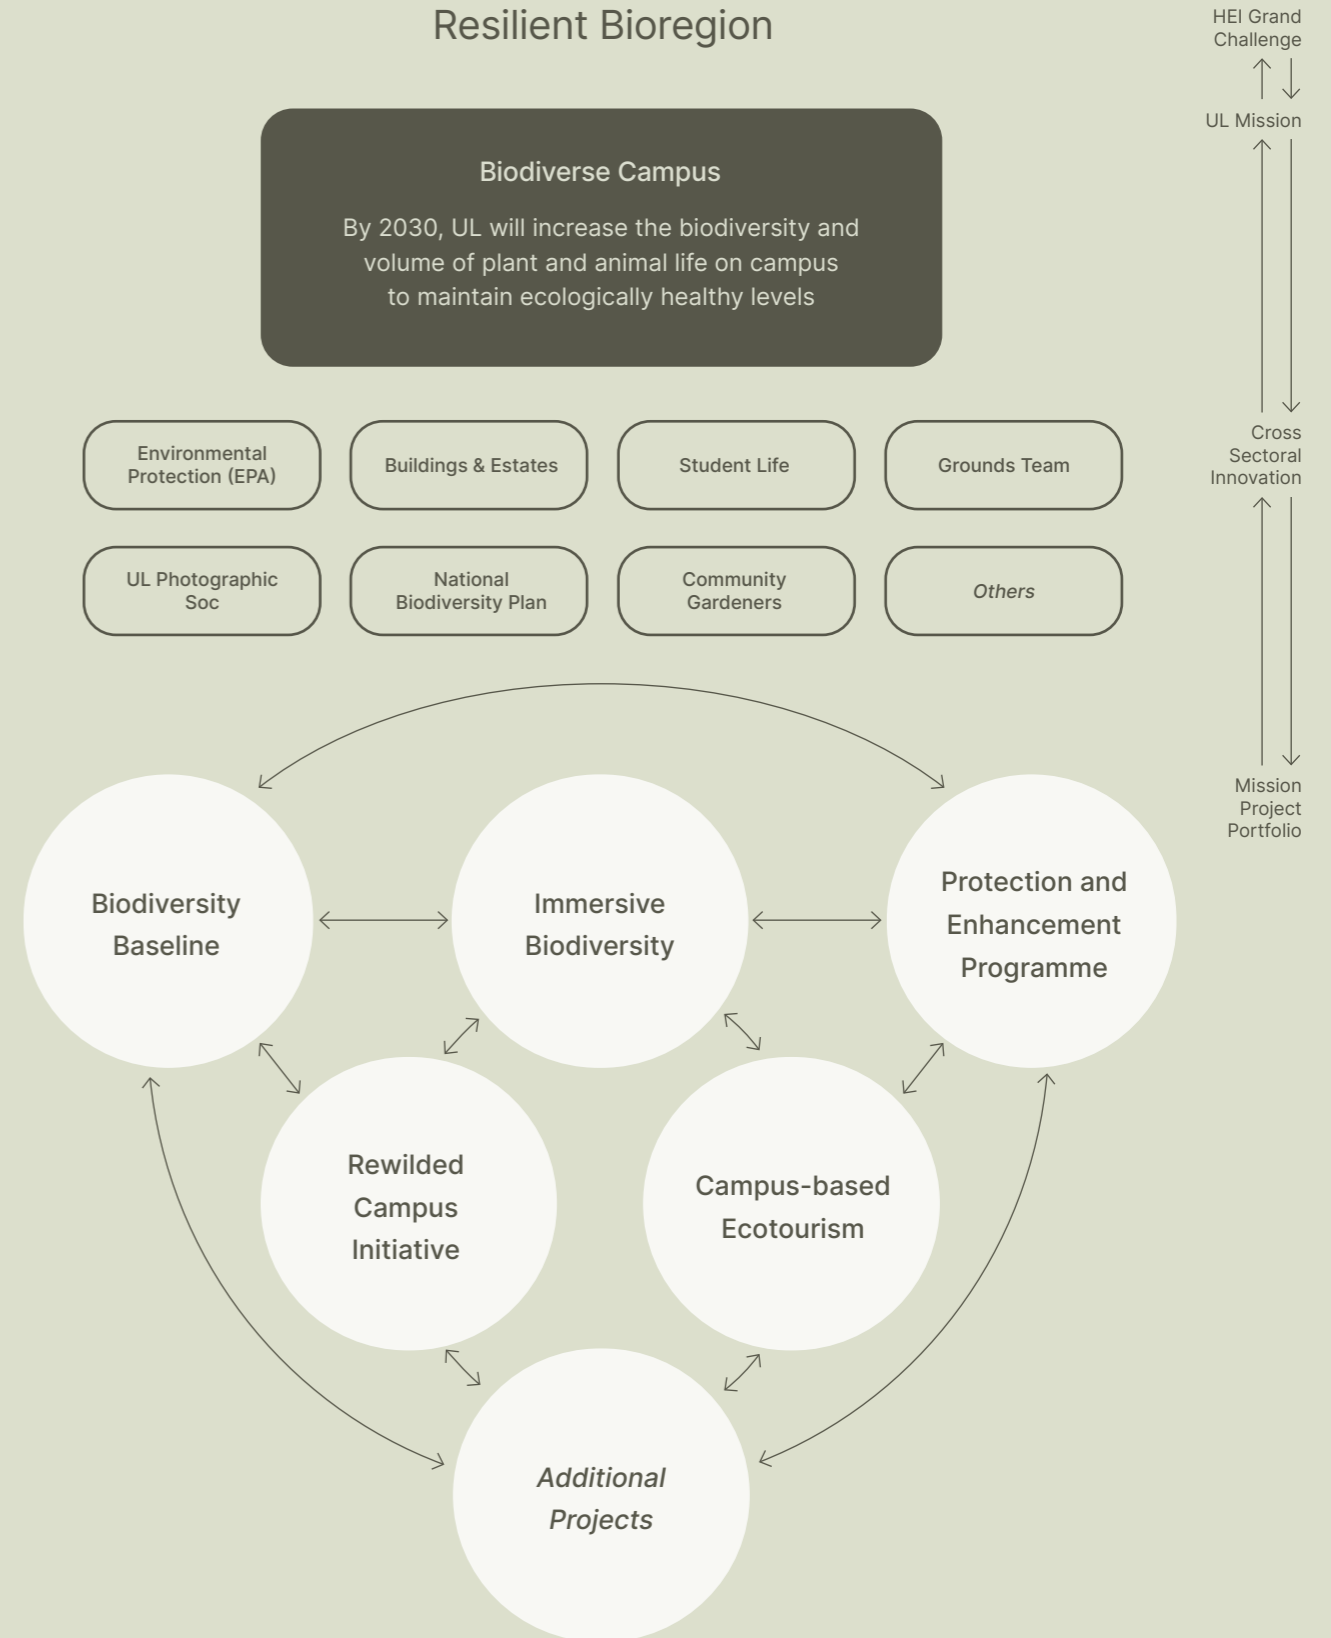 Resilient Bioregion
HEI Grand
Challenge
UL Mission
Biodiverse Campus
By 2030, UL will increase the biodiversity and
volume of plant and animal life on campus
to maintain ecologically healthy levels
Cross
Sectoral
Innovation
Environmental
Protection (EPA)
Buildings & Estates
Student Life
Grounds Team
UL Photographic
Soc
National
Biodiversity Plan
Community
Gardeners
Others
Mission
Project
Portfolio
Biodiversity
Baseline
Immersive
Biodiversity
Protection and
Enhancement
Programme
Rewilded
Campus
Initiative
Campus-based
Ecotourism
Additional
Projects